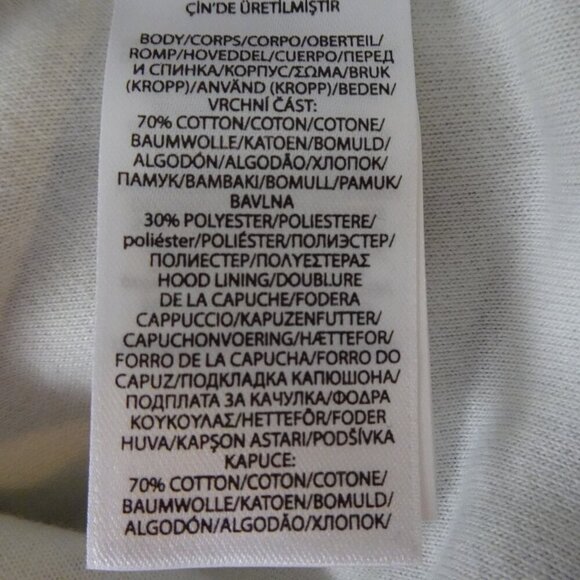 ÇİN'DE ÜRETİLMİŞTİR
BODY/CORPS/CORPO/OBERTEIL/
ROMP/HOVEDDEL/CUERPO/ПЕРЕД
И СПИНКА/КОРПУС/ΣΩΜΑ/BRUK
(KROPP)/ANVÄND (KROPP)/BEDEN/
VRCHNÍ ČÁST:
70% COTTON/COTON/COTONE/
BAUMWOLLE/KATOEN/BOMULD/
ALGODÓN/ALGODÃO/ХЛОПОК/
ПАМУК/BAMBAKI/BOMULL/PAMUK/
BAVLNA
30% POLYESTER/POLIESTERE/
poliéster/POLIÉSTER/ПОЛИЭСТЕР/
ПОЛИЕСТЕР/ΠΟΛΥΕΣΤΕΡΑΣ
HOOD LINING/DOUBLURE
DE LA CAPUCHE/FODERA
CAPPUCCIO/KAPUZENFUTTER/
CAPUCHONVOERING/HÆTTEFOR/
FORRO DE LA CAPUCHA/FORRO DO
CAPUZ/ПОДКЛАДКА КАПЮШОНА/
ПОДПЛАТА ЗА КАЧУЛКА/ΦΟΔΡΑ
ΚΟΥΚΟΥΛΑΣ/HETTEFÔR/FODER
HUVA/KAPŞON ASTARI/PODŠÍVKA
KAPUCE:
70% COTTON/COTON/COTONE/
BAUMWOLLE/KATOEN/BOMULD/
ALGODÓN/ALGODÃO/ХЛОПОК/